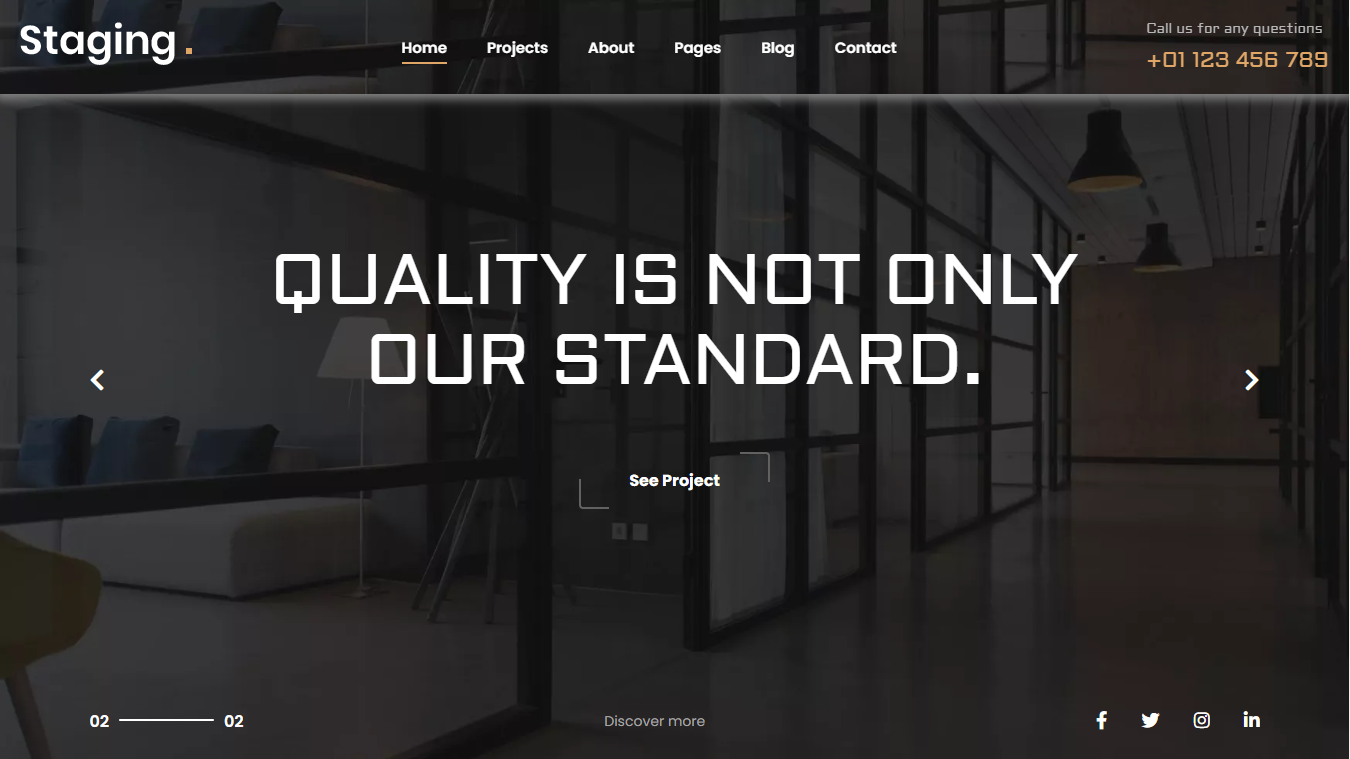 Staging .
Home Projects About Pages Blog Contact
Call us for any questions
+01 123 456 789
QUALITY IS NOT ONLY
OUR STANDARD.
See Project
02 02
Discover more